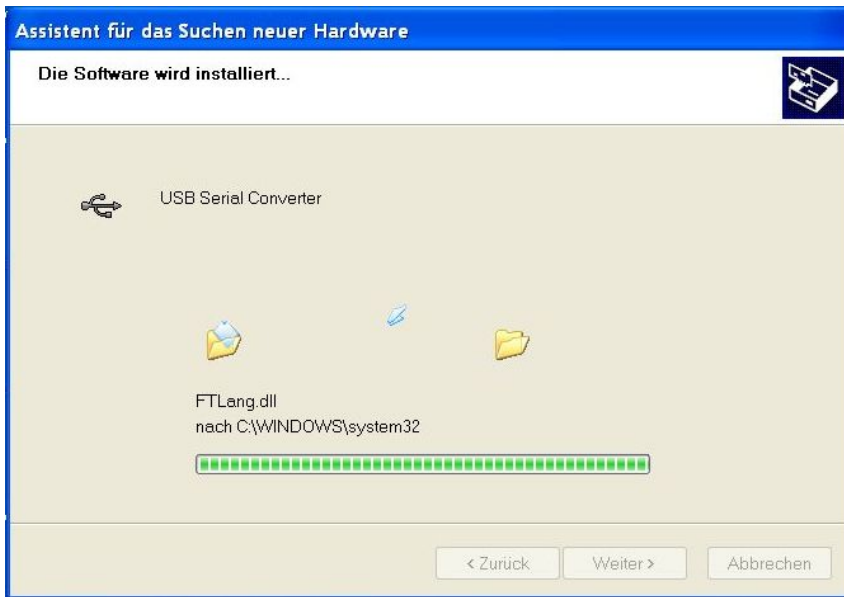 Assistent für das Suchen neuer Hardware
Die Software wird installiert...
USB Serial Converter
FTLang.dll
nach C:\WINDOWS\system32
< Zurück
Weiter >
Abbrechen